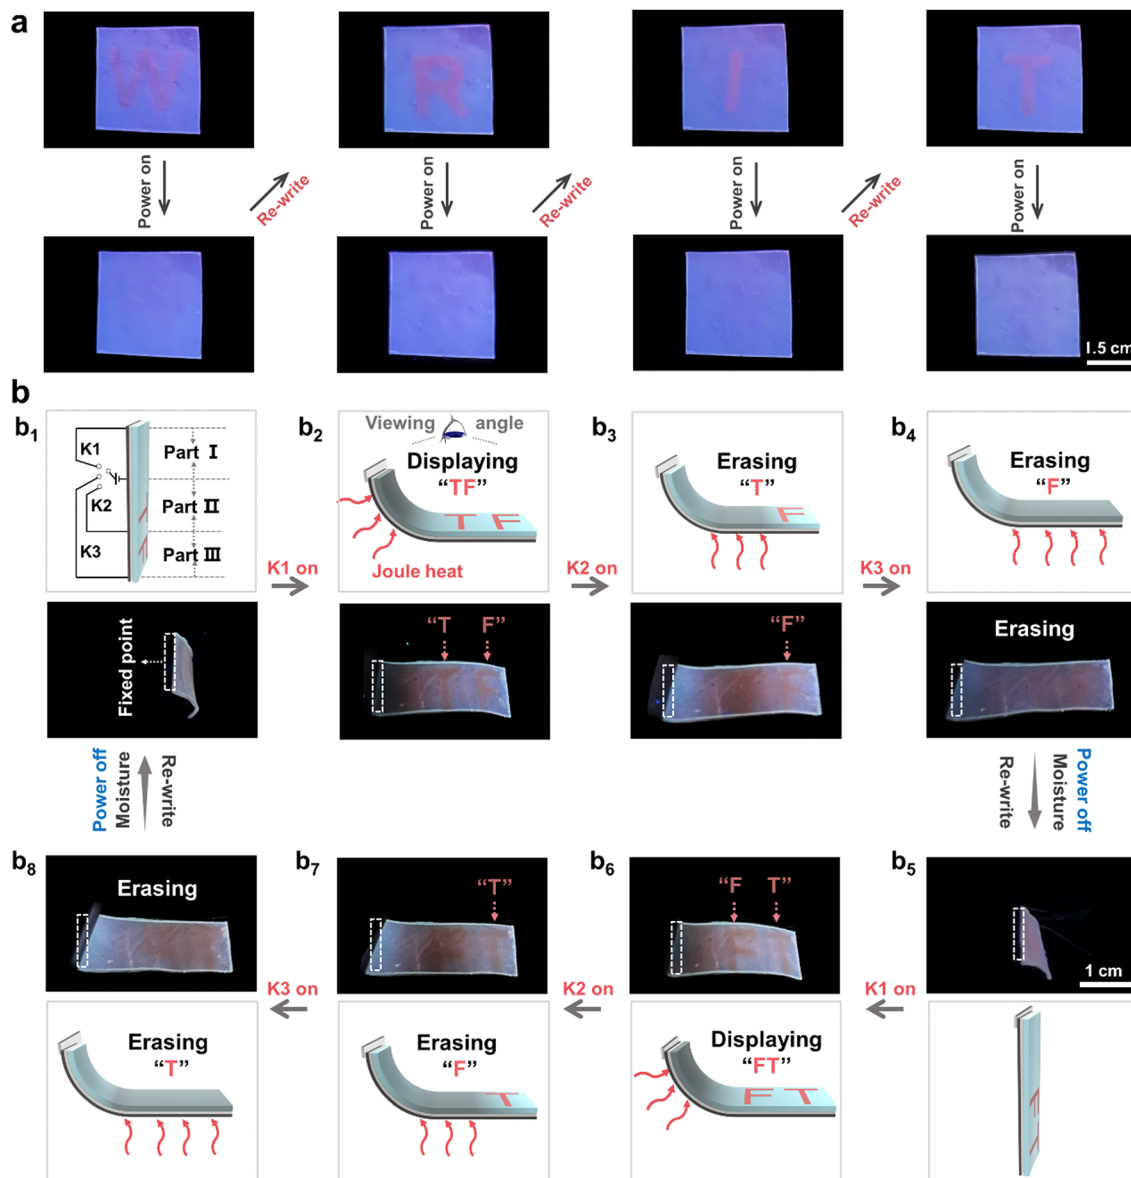 a
W
R
I
T
Power on
Re-write
Power on
Re-write
Power on
Re-write
Power on
1.5 cm
b
b1
K1
K2
K3
Part I
Part II
Part III
K1 on
b2
Viewing angle
Displaying
“TF”
T F
Joule heat
K2 on
b3
Erasing
“T”
F
K3 on
b4
Erasing
“F”
Fixed point
“T F”
“F”
Erasing
Power off
Moisture
Re-write
Re-write
Moisture
Power off
b8
Erasing
b7
“T”
b6
“F T”
b5
1 cm
K3 on
K2 on
K1 on
Erasing
“T”
Erasing
“F”
T
Displaying
“FT”
F T